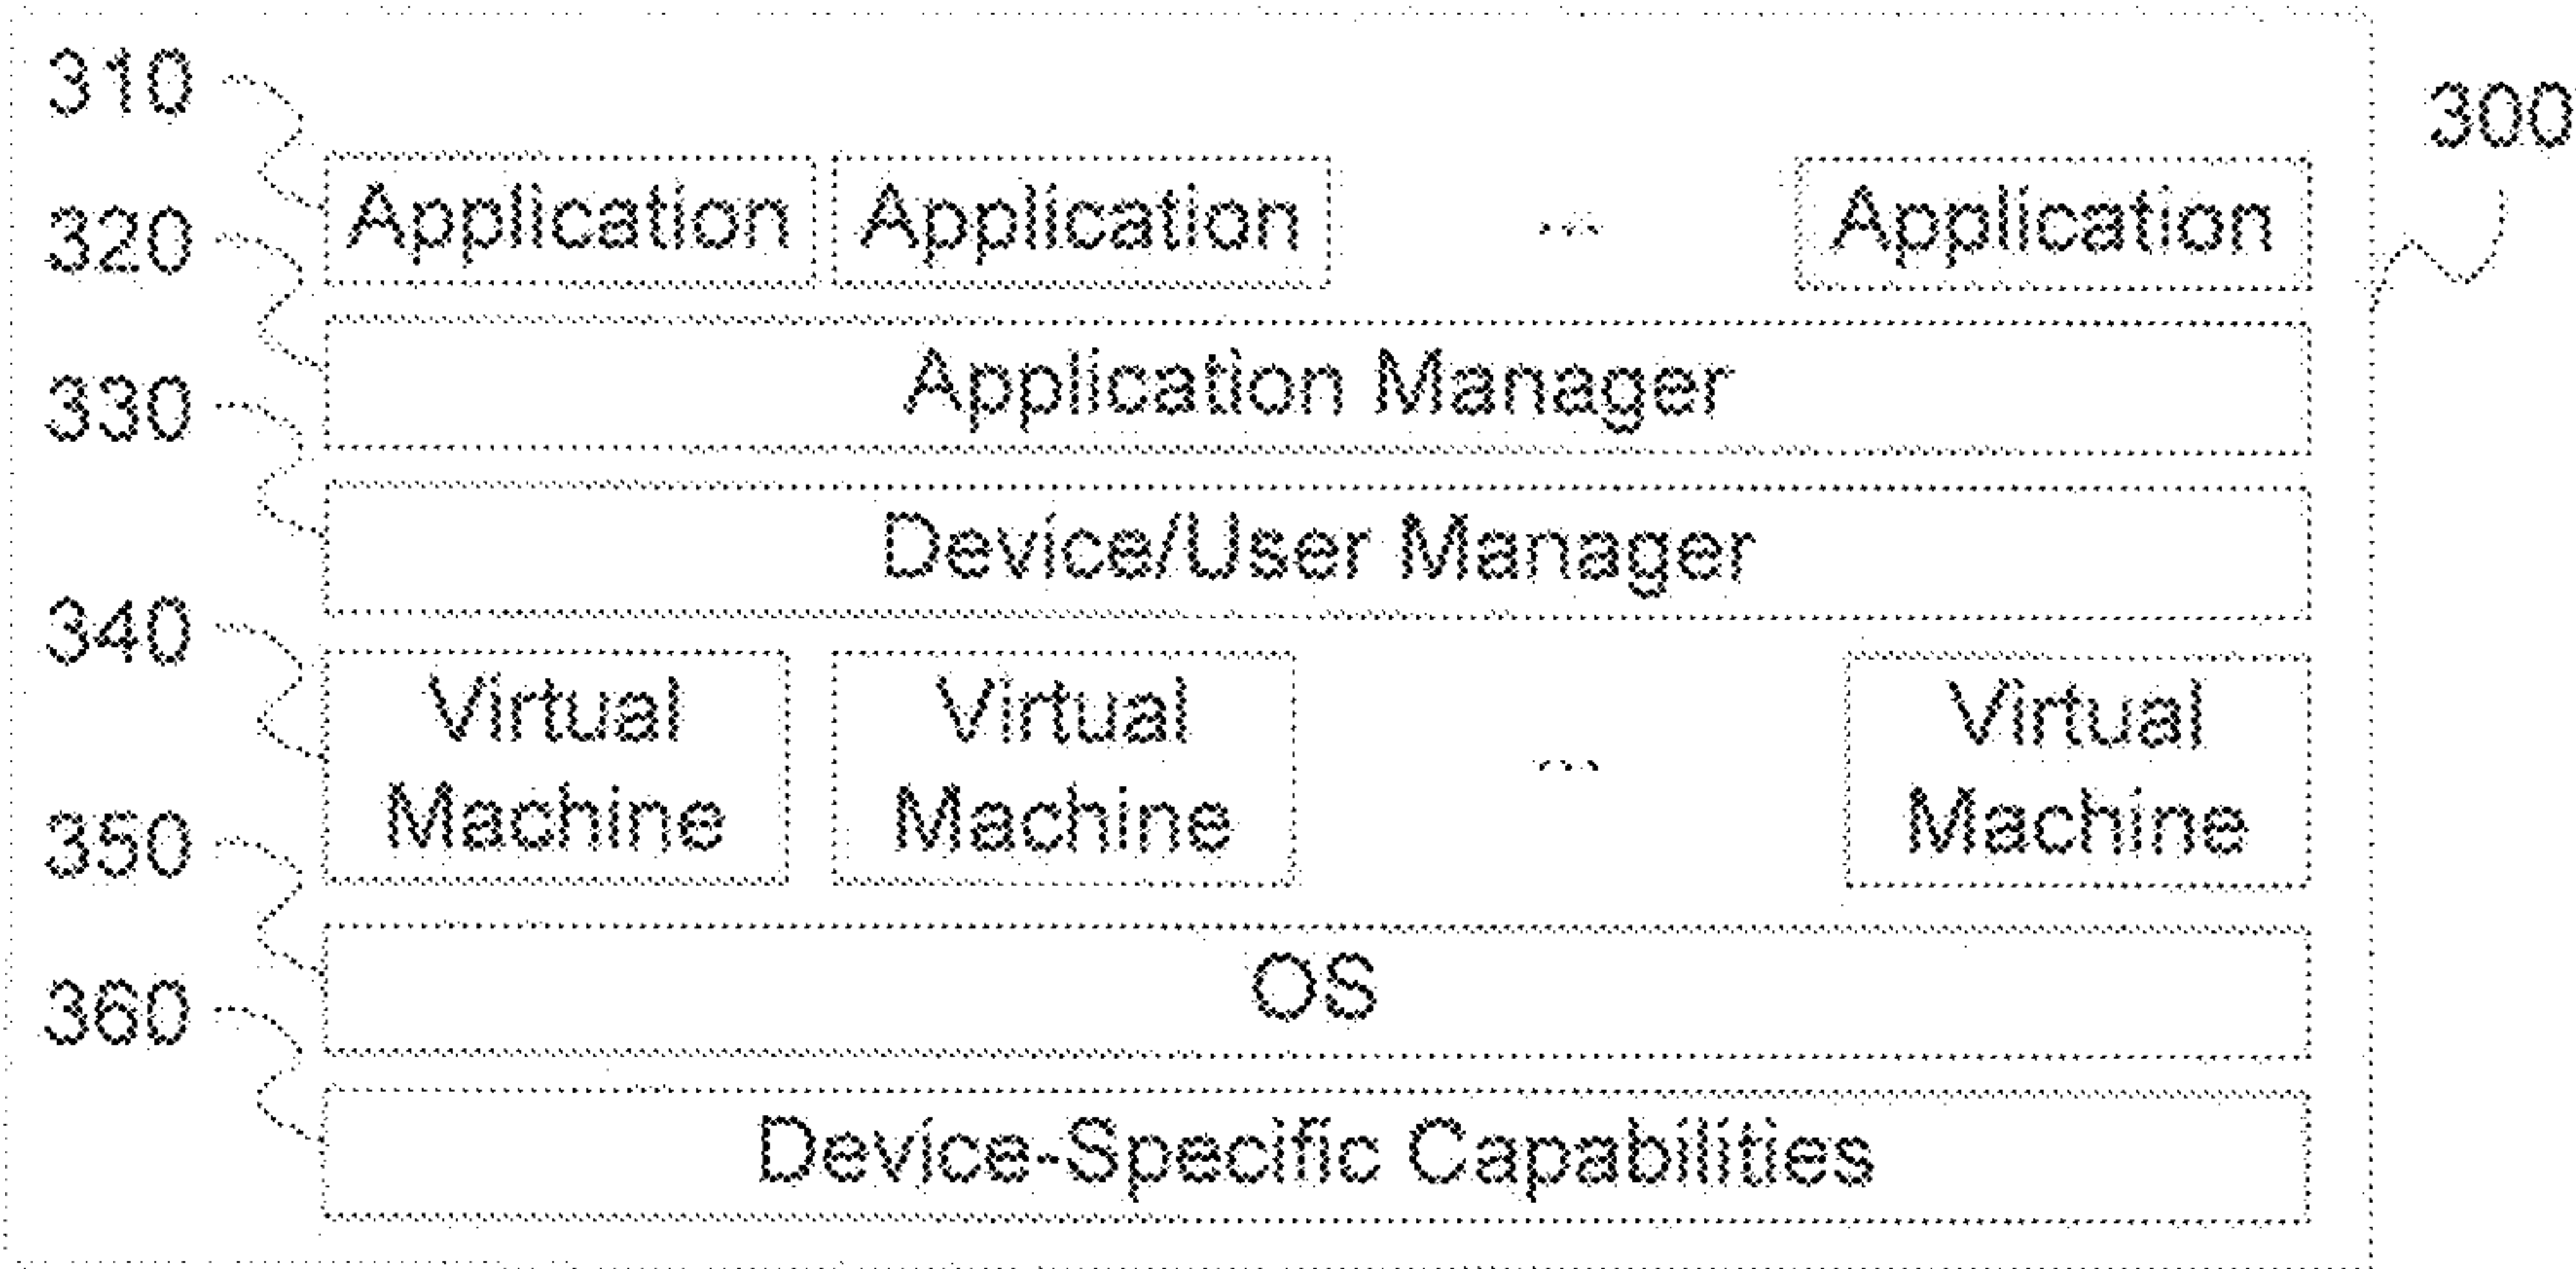 310
300
Application Application ... Application
320
Application Manager
330
Device/User Manager
340
Virtual Machine
Virtual Machine
...
Virtual Machine
350
OS
360
Device-Specific Capabilities